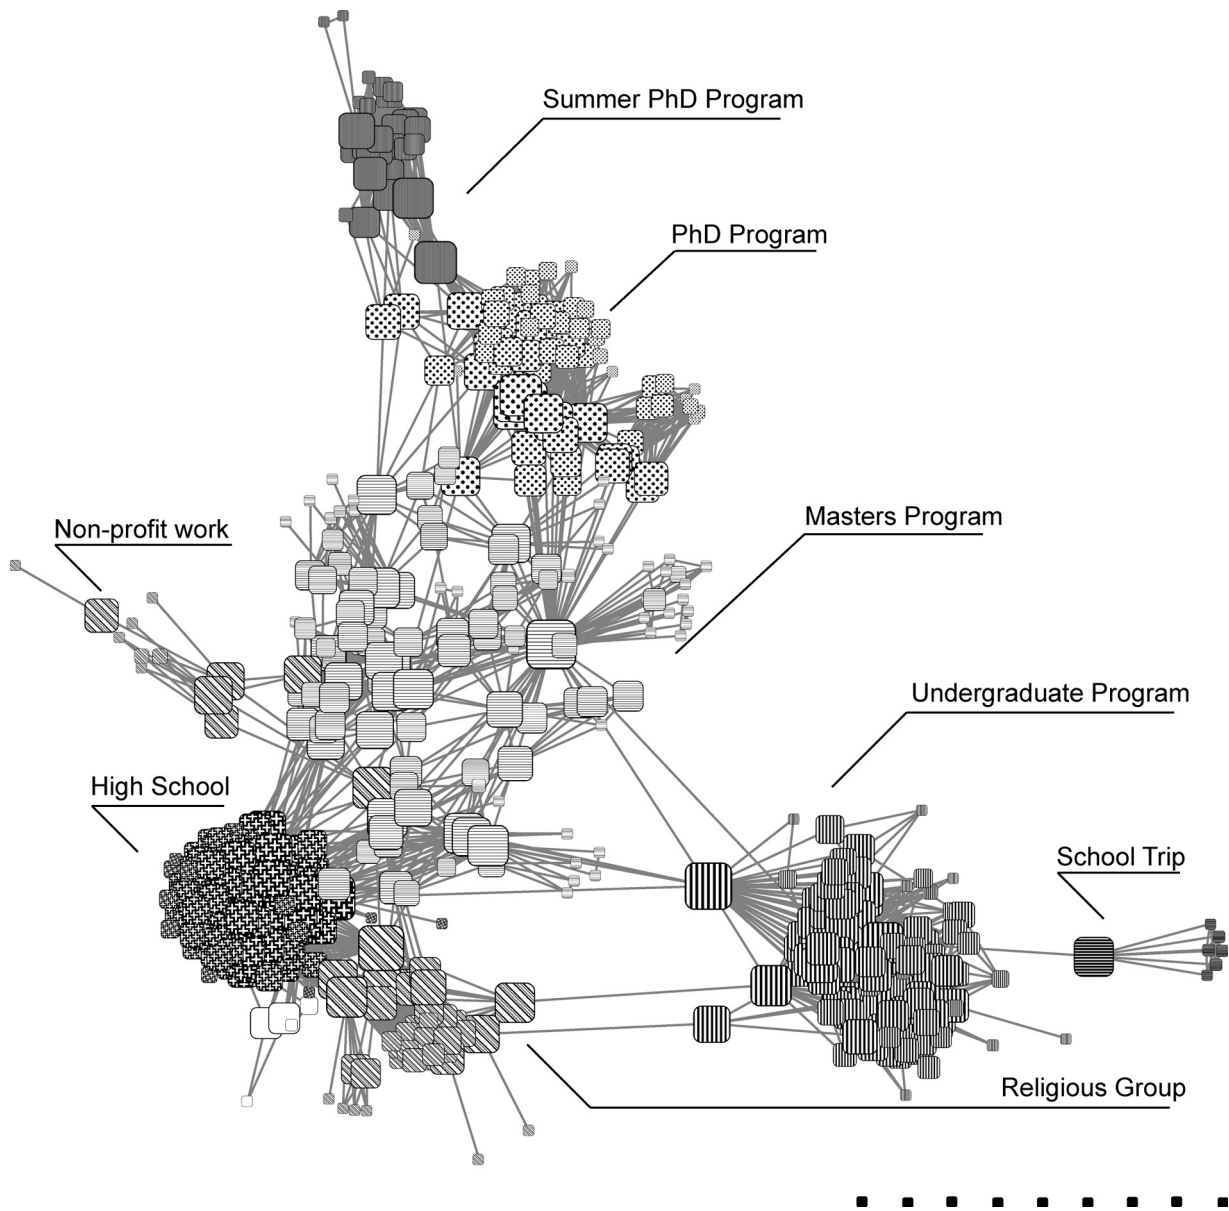 Summer PhD Program
PhD Program
Masters Program
Non-profit work
Undergraduate Program
High School
School Trip
Religious Group